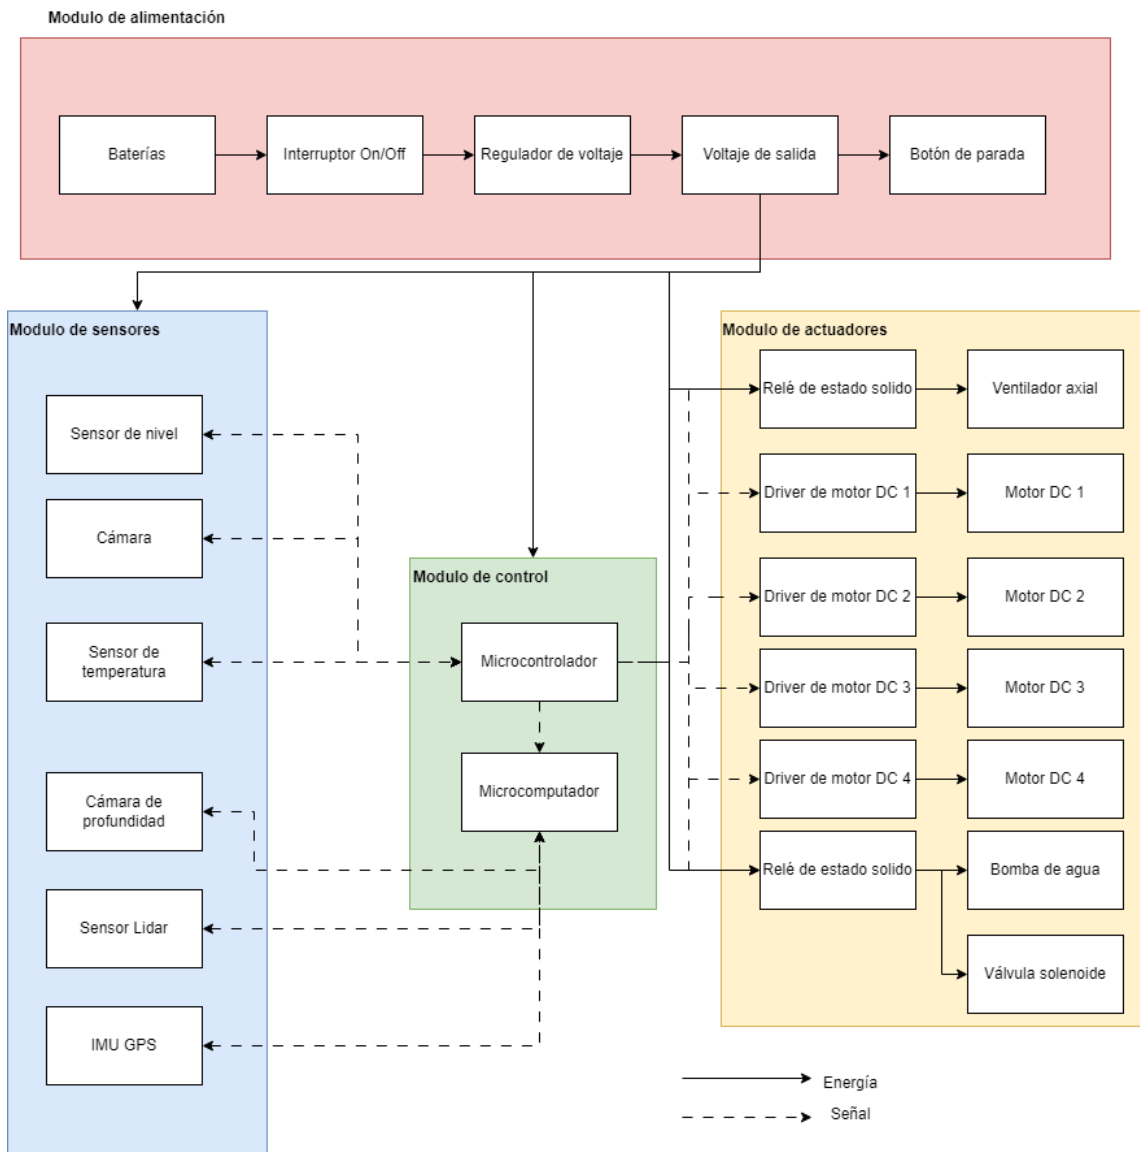 Modulo de alimentación
Baterías
Interruptor On/Off
Regulador de voltaje
Voltaje de salida
Botón de parada
Modulo de sensores
Sensor de nivel
Cámara
Sensor de
temperatura
Cámara de
profundidad
Sensor Lidar
IMU GPS
Modulo de control
Microcontrolador
Microcomputador
Modulo de actuadores
Relé de estado solido
Ventilador axial
Driver de motor DC 1
Motor DC 1
Driver de motor DC 2
Motor DC 2
Driver de motor DC 3
Motor DC 3
Driver de motor DC 4
Motor DC 4
Relé de estado solido
Bomba de agua
Válvula solenoide
Energía
Señal